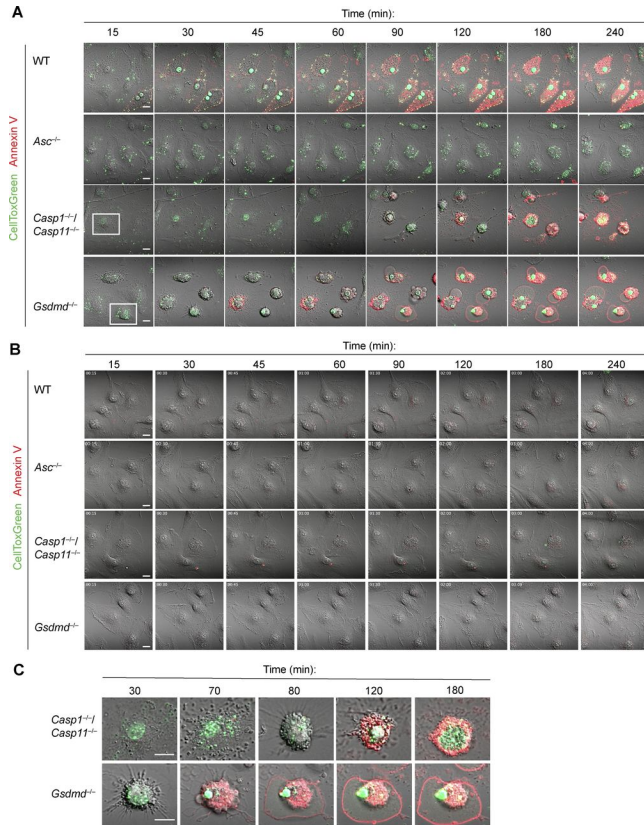 A
Time (min):
15 30 45 60 90 120 180 240
WT
Asc–/–
Casp1–/–/
Casp11–/–
Gsdmd–/–
CellToxGreen Annexin V
B
Time (min):
15 30 45 60 90 120 180 240
WT
Asc–/–
Casp1–/–/
Casp11–/–
Gsdmd–/–
CellToxGreen Annexin V
C
Time (min):
30 70 80 120 180
Casp1–/–/
Casp11–/–
Gsdmd–/–